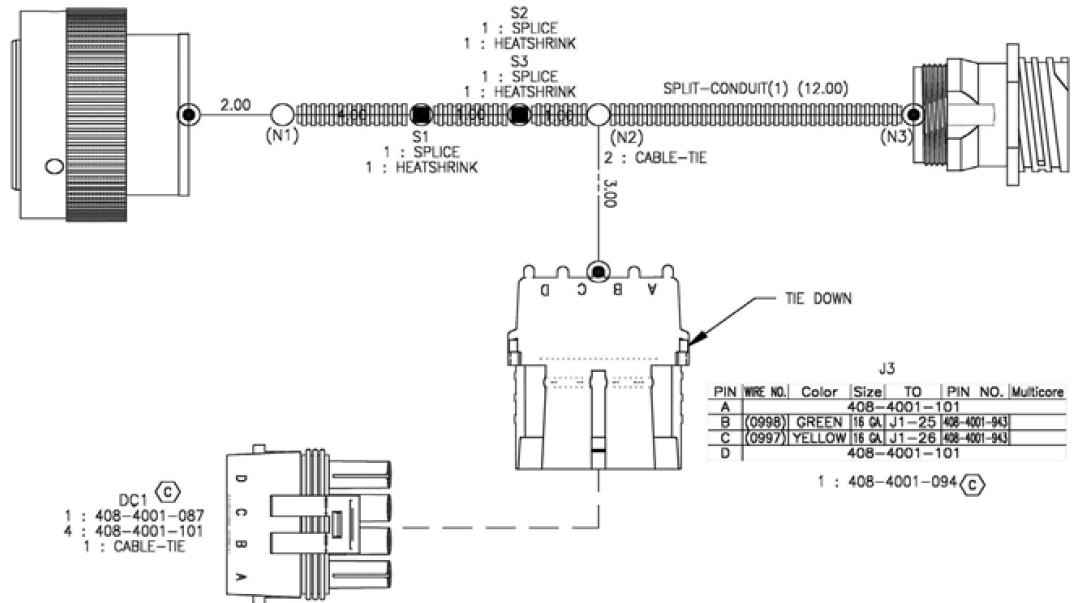 S2
1 : SPLICE
1 : HEATSHRINK
S3
1 : SPLICE
1 : HEATSHRINK
2.00
(N1)
4.00
1.00
1.00
SPLIT-CONDUIT(1) (12.00)
(N2)
(N3)
S1
1 : SPLICE
1 : HEATSHRINK
2 : CABLE-TIE
3.00
D C B A
TIE DOWN
J3
PIN WIRE NO. Color Size TO PIN NO. Multicore
A 408-4001-101
B (0998) GREEN 16 GA. J1-25 408-4001-943
C (0997) YELLOW 16 GA. J1-26 408-4001-943
D 408-4001-101
1 : 408-4001-094 C
DC1 C
1 : 408-4001-087
4 : 408-4001-101
1 : CABLE-TIE
D
C
B
A